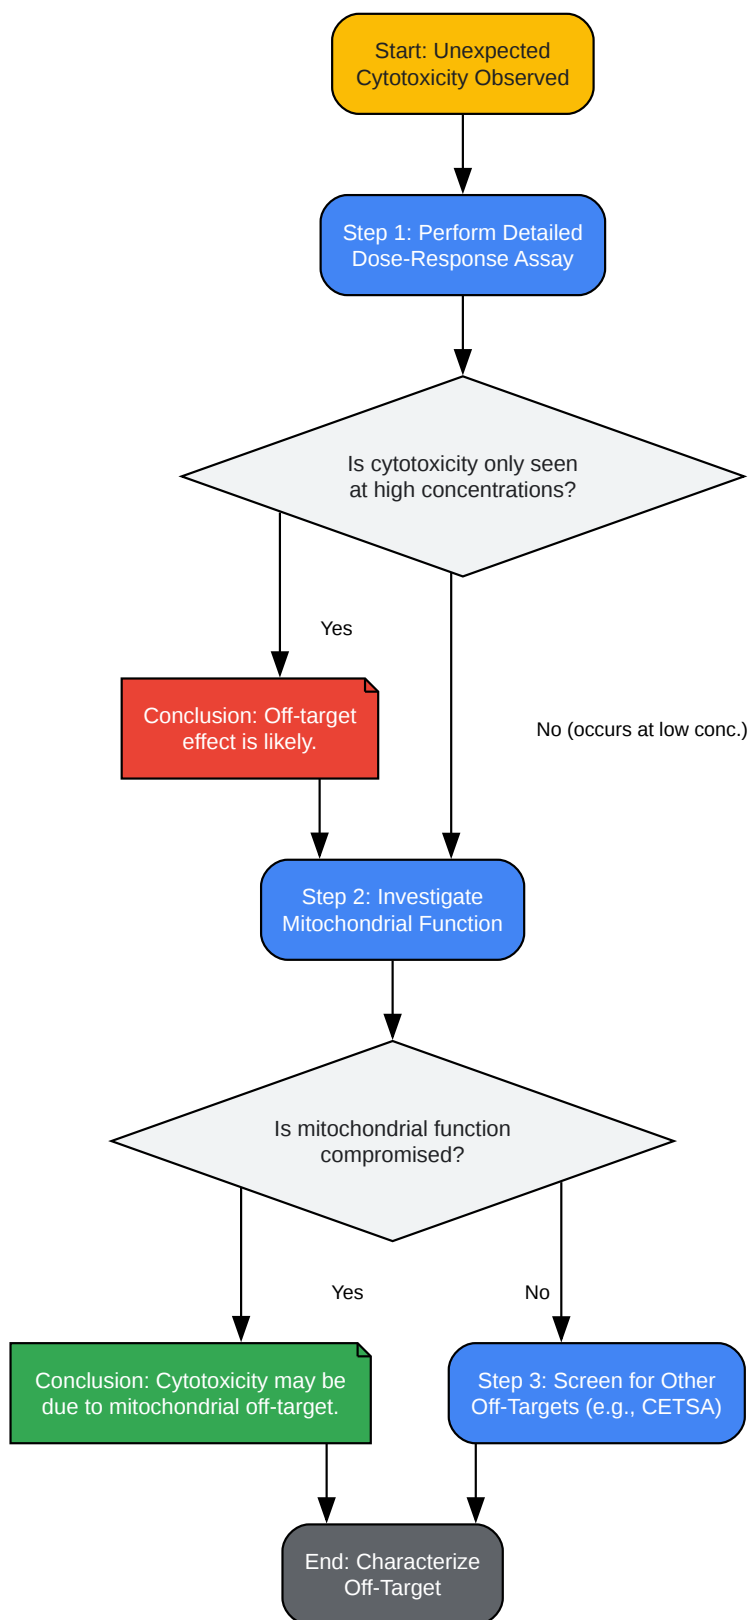 Start: Unexpected
Cytotoxicity Observed
Step 1: Perform Detailed
Dose-Response Assay
Is cytotoxicity only seen
at high concentrations?
Yes
Conclusion: Off-target
effect is likely.
No (occurs at low conc.)
Step 2: Investigate
Mitochondrial Function
Is mitochondrial function
compromised?
Yes
No
Conclusion: Cytotoxicity may be
due to mitochondrial off-target.
Step 3: Screen for Other
Off-Targets (e.g., CETSA)
End: Characterize
Off-Target